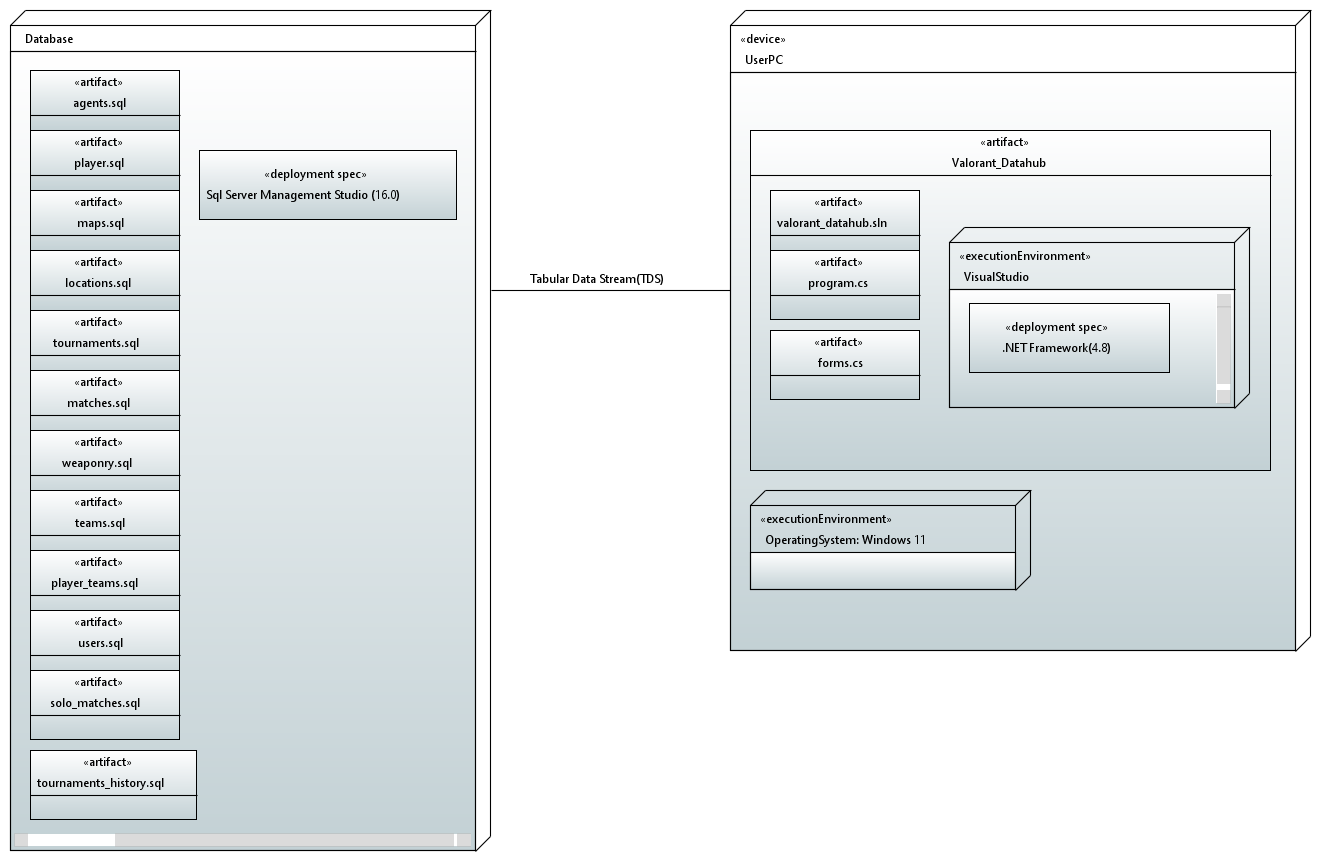 Database
«artifact»
agents.sql
«artifact»
player.sql
«artifact»
maps.sql
«artifact»
locations.sql
«artifact»
tournaments.sql
«artifact»
matches.sql
«artifact»
weaponry.sql
«artifact»
teams.sql
«artifact»
player_teams.sql
«artifact»
users.sql
«artifact»
solo_matches.sql
«artifact»
tournaments_history.sql
«deployment spec»
Sql Server Management Studio (16.0)
Tabular Data Stream(TDS)
«device»
UserPC
«artifact»
Valorant_Datahub
«artifact»
valorant_datahub.sln
«artifact»
program.cs
«artifact»
forms.cs
«executionEnvironment»
VisualStudio
«deployment spec»
.NET Framework(4.8)
«executionEnvironment»
OperatingSystem: Windows 11